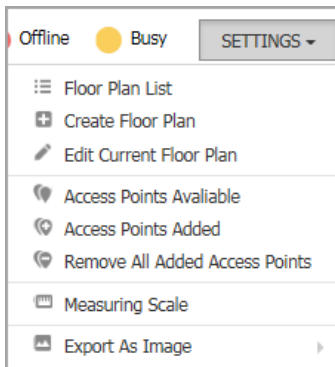 Offline Busy SETTINGS
Floor Plan List
Create Floor Plan
Edit Current Floor Plan
Access Points Avaliable
Access Points Added
Remove All Added Access Points
Measuring Scale
Export As Image